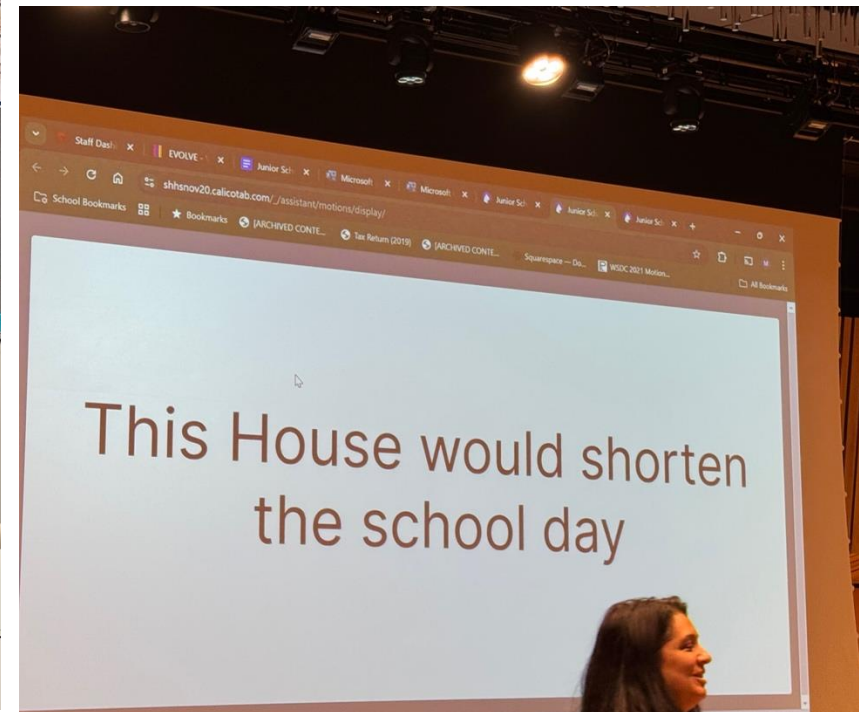 Staff Dash
EVOLVE -
Junior Sch
Microsoft
Microsoft
Junior Sch
Junior Sch
Junior Sch
shhsnov20.calicotab.com/_/assistant/motions/display/
School Bookmarks
Bookmarks
[ARCHIVED CONTE...
Tax Return (2019)
[ARCHIVED CONTE...
Squarespace — Do...
WSDC 2021 Motion...
All Bookmarks
This House would shorten
the school day